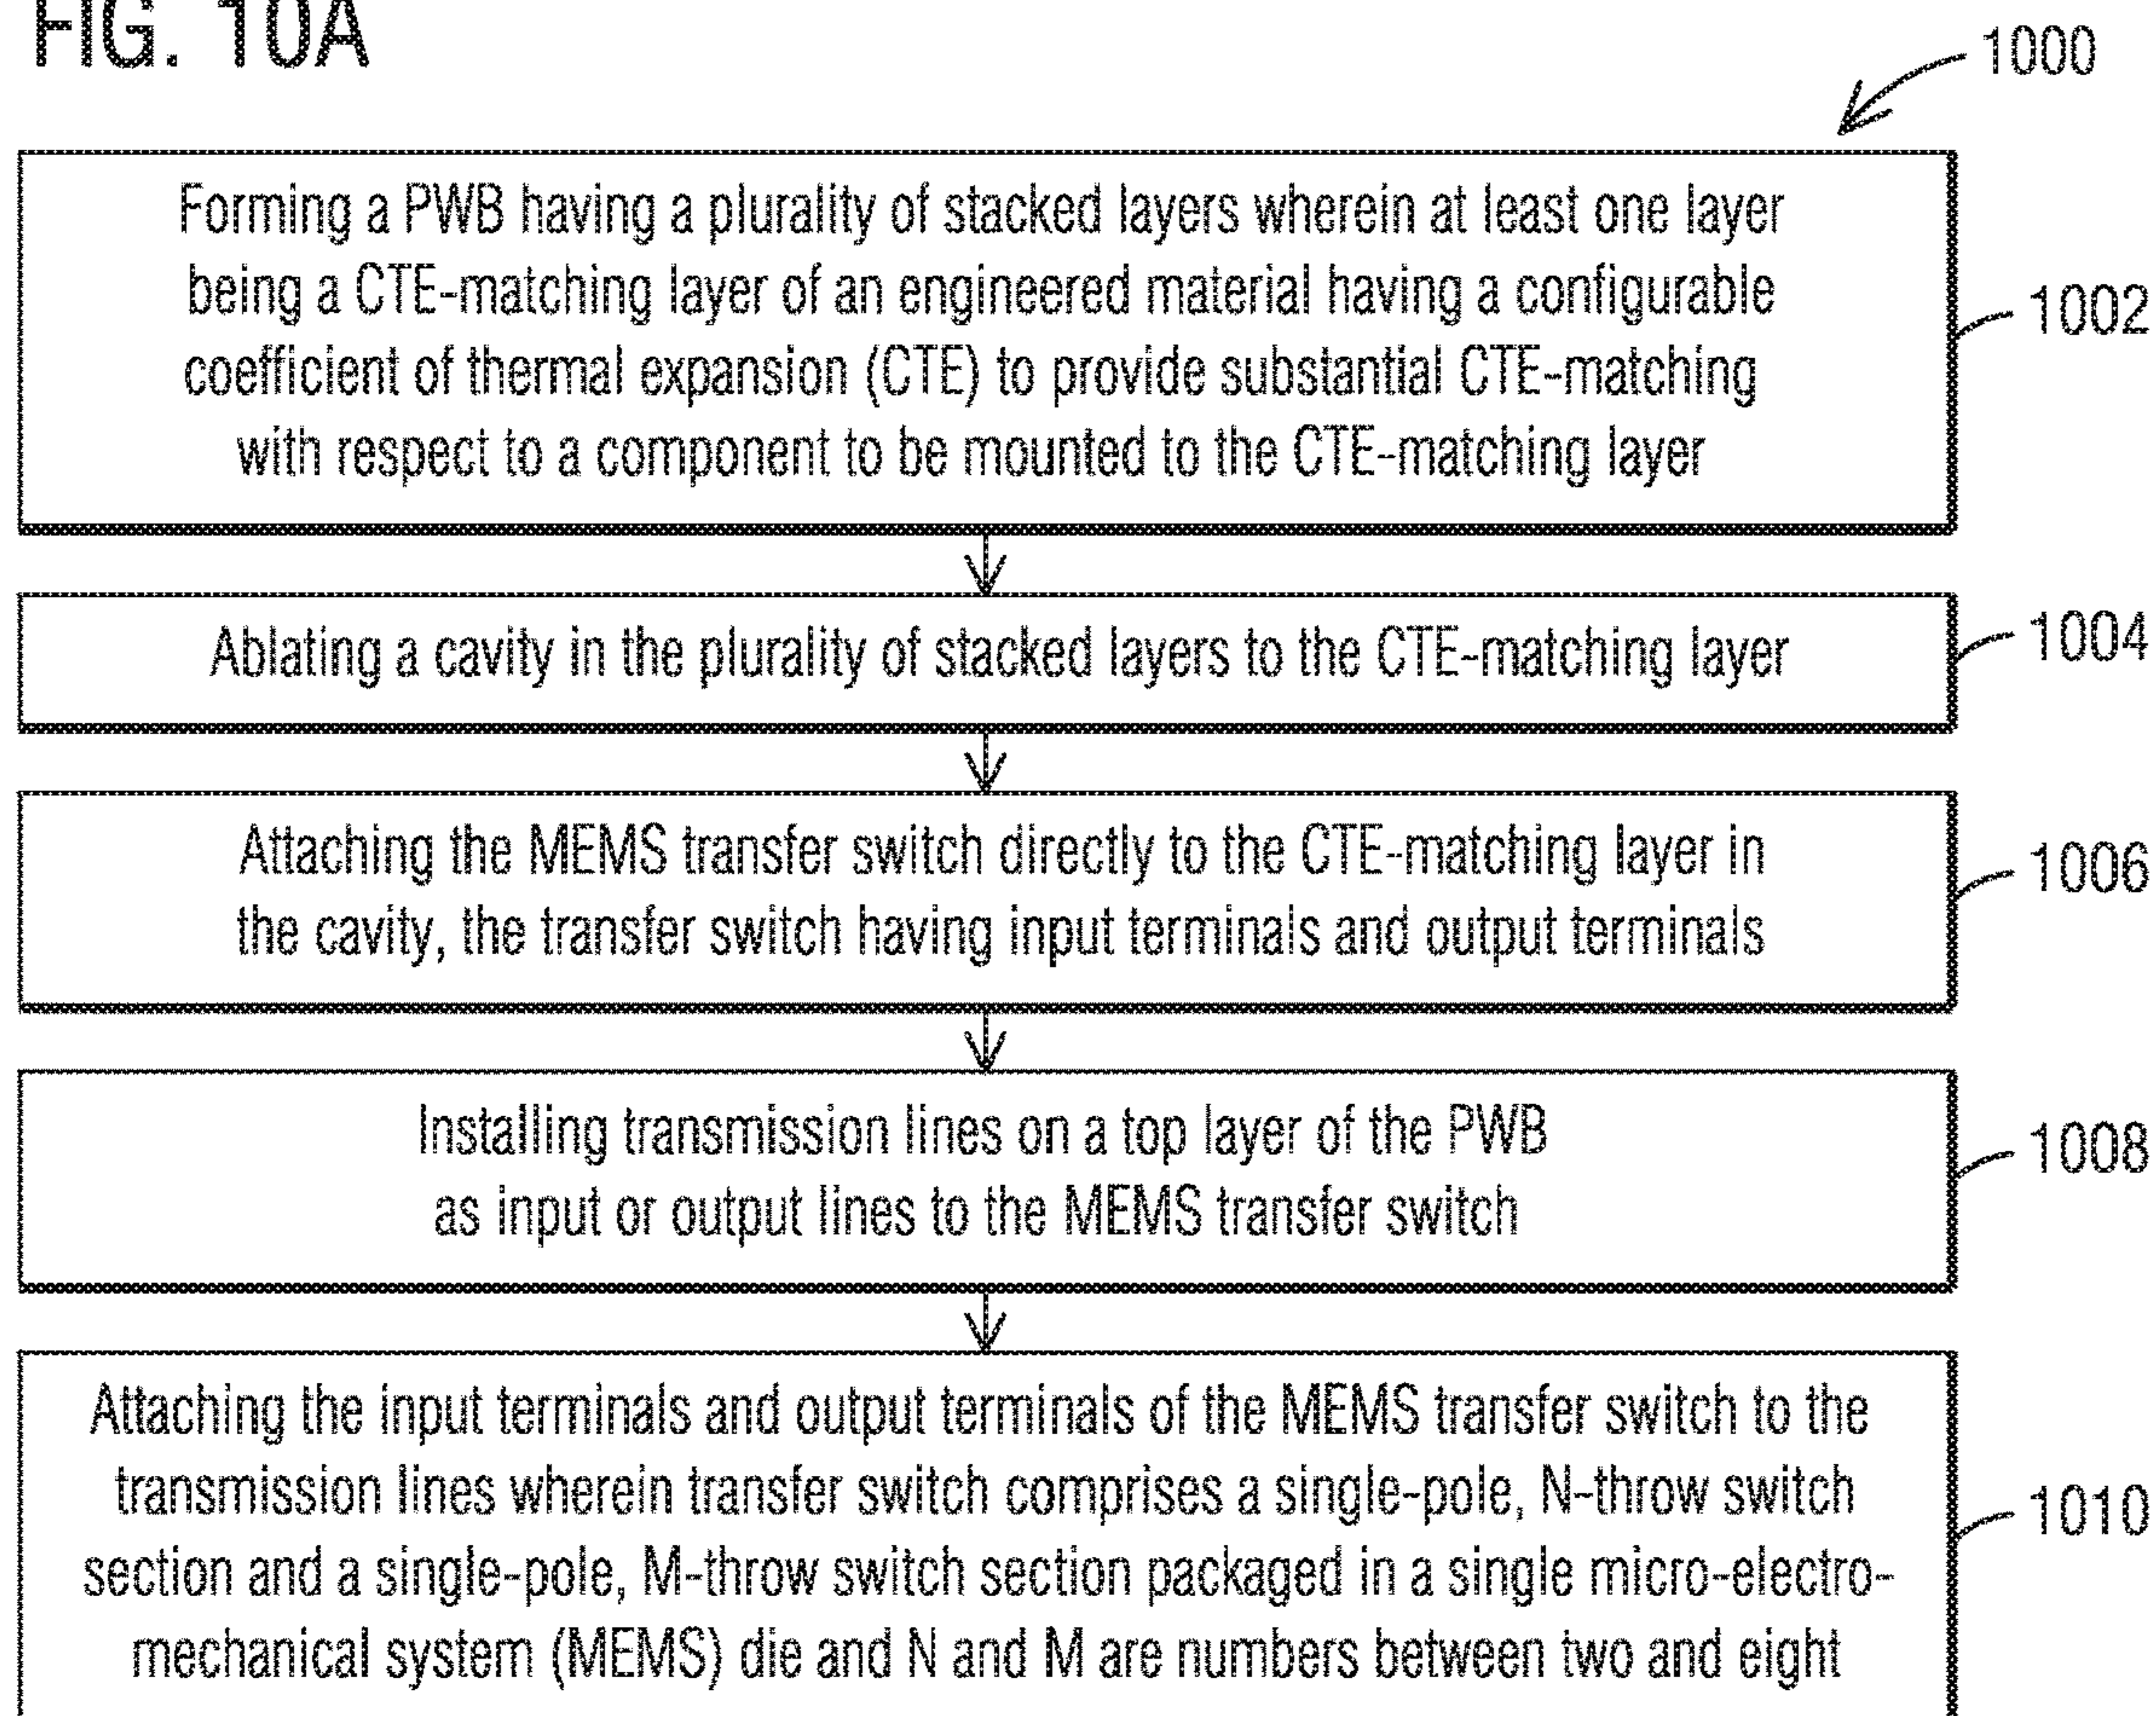 FIG. 10A
1000
Forming a PWB having a plurality of stacked layers wherein at least one layer
being a CTE-matching layer of an engineered material having a configurable
coefficient of thermal expansion (CTE) to provide substantial CTE-matching
with respect to a component to be mounted to the CTE-matching layer
1002
Ablating a cavity in the plurality of stacked layers to the CTE-matching layer
1004
Attaching the MEMS transfer switch directly to the CTE-matching layer in
the cavity, the transfer switch having input terminals and output terminals
1006
Installing transmission lines on a top layer of the PWB
as input or output lines to the MEMS transfer switch
1008
Attaching the input terminals and output terminals of the MEMS transfer switch to the
transmission lines wherein transfer switch comprises a single-pole, N-throw switch
section and a single-pole, M-throw switch section packaged in a single micro-electro-
mechanical system (MEMS) die and N and M are numbers between two and eight
1010